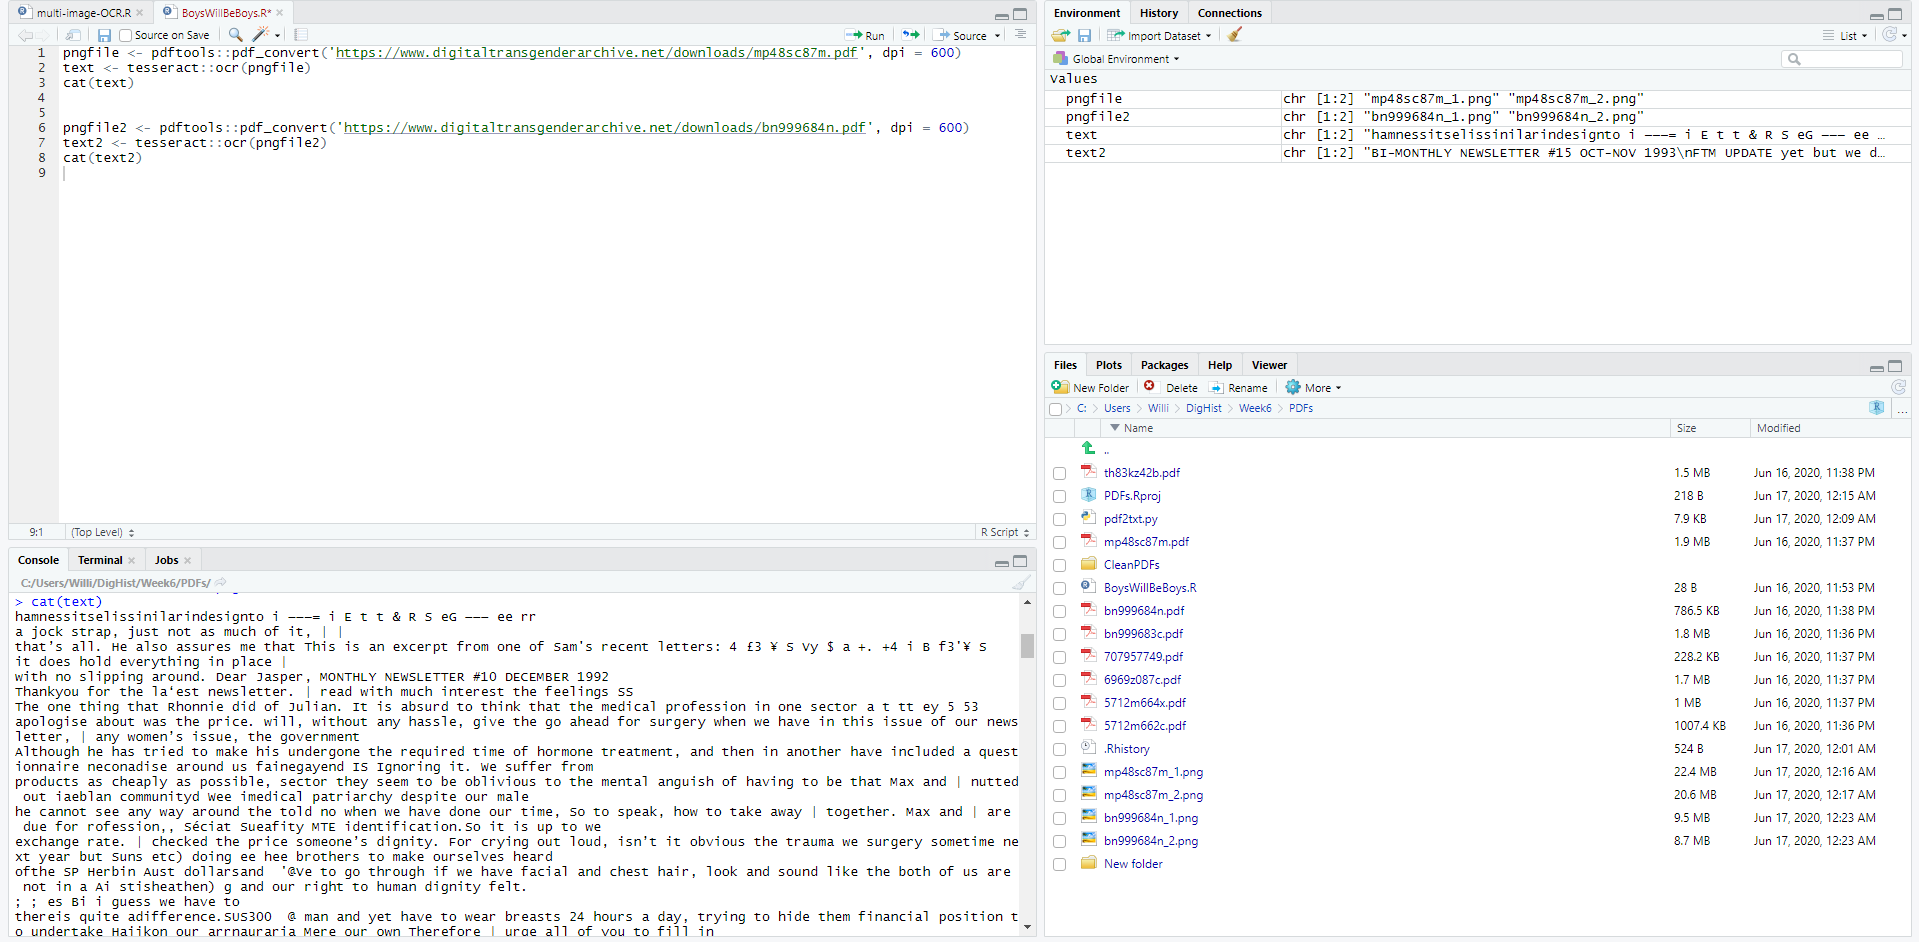 multi-image-OCR.R
BoysWillBeBoys.R*
Source on Save
Run
Source
1 pngfile <- pdftools::pdf_convert('https://www.digitaltransgenderarchive.net/downloads/mp48sc87m.pdf', dpi = 600)
2 text <- tesseract::ocr(pngfile)
3 cat(text)
4
5
6 pngfile2 <- pdftools::pdf_convert('https://www.digitaltransgenderarchive.net/downloads/bn999684n.pdf', dpi = 600)
7 text2 <- tesseract::ocr(pngfile2)
8 cat(text2)
9
9:1 (Top Level) R Script
Console Terminal Jobs
C:/Users/Willi/DigHist/Week6/PDFs/
> cat(text)
hamnessitselissinilarindesignto i ---= i E t t & R S eG --- ee rr
a jock strap, just not as much of it, | |
that's all. He also assures me that This is an excerpt from one of Sam's recent letters: 4 £3 ¥ S Vy $ a +. +4 i B f3'¥ S
it does hold everything in place |
with no slipping around. Dear Jasper, MONTHLY NEWSLETTER #10 DECEMBER 1992
Thankyou for the la‘est newsletter. | read with much interest the feelings SS
The one thing that Rhonnie did of Julian. It is absurd to think that the medical profession in one sector a t tt ey 5 53
apologise about was the price. will, without any hassle, give the go ahead for surgery when we have in this issue of our news
letter, | any women's issue, the government
Although he has tried to make his undergone the required time of hormone treatment, and then in another have included a quest
ionnaire neconadise around us fainegayend IS Ignoring it. We suffer from
products as cheaply as possible, sector they seem to be oblivious to the mental anguish of having to be that Max and | nutted
out iaeblan communityd wee imedical patriarchy despite our male
he cannot see any way around the told no when we have done our time, So to speak, how to take away | together. Max and | are
due for rofession,, Séciat Sueafity MTE identification.So it is up to we
exchange rate. | checked the price someone's dignity. For crying out loud, isn't it obvious the trauma we surgery sometime ne
xt year but Suns etc) doing ee hee brothers to make ourselves heard
ofthe SP Herbin Aust dollarsand '@Ve to go through if we have facial and chest hair, look and sound like the both of us are
not in a Ai stisheathen) g and our right to human dignity felt.
; ; es Bi i guess we have to
thereis quite adifference.SUS300 @ man and yet have to wear breasts 24 hours a day, trying to hide them financial position t
o undertake Haiikon our arrnauraria Mere our own Therefore | urge all of you to fill in
Environment History Connections
Import Dataset
List
Global Environment
Values
pngfile chr [1:2] "mp48sc87m_1.png" "mp48sc87m_2.png"
pngfile2 chr [1:2] "bn999684n_1.png" "bn999684n_2.png"
text chr [1:2] "hamnessitselissinilarindesignto i ---= i E t t & R S eG --- ee …
text2 chr [1:2] "BI-MONTHLY NEWSLETTER #15 OCT-NOV 1993\nFTM UPDATE yet but we d…
Files Plots Packages Help Viewer
New Folder Delete Rename More
C: Users Willi DigHist Week6 PDFs ...
Name Size Modified
..
th83kz42b.pdf 1.5 MB Jun 16, 2020, 11:38 PM
PDFs.Rproj 218 B Jun 17, 2020, 12:15 AM
pdf2txt.py 7.9 KB Jun 17, 2020, 12:09 AM
mp48sc87m.pdf 1.9 MB Jun 16, 2020, 11:37 PM
CleanPDFs
BoysWillBeBoys.R 28 B Jun 16, 2020, 11:53 PM
bn999684n.pdf 786.5 KB Jun 16, 2020, 11:38 PM
bn999683c.pdf 1.8 MB Jun 16, 2020, 11:36 PM
707957749.pdf 228.2 KB Jun 16, 2020, 11:37 PM
6969z087c.pdf 1.7 MB Jun 16, 2020, 11:37 PM
5712m664x.pdf 1 MB Jun 16, 2020, 11:37 PM
5712m662c.pdf 1007.4 KB Jun 16, 2020, 11:36 PM
.Rhistory 524 B Jun 17, 2020, 12:01 AM
mp48sc87m_1.png 22.4 MB Jun 17, 2020, 12:16 AM
mp48sc87m_2.png 20.6 MB Jun 17, 2020, 12:17 AM
bn999684n_1.png 9.5 MB Jun 17, 2020, 12:23 AM
bn999684n_2.png 8.7 MB Jun 17, 2020, 12:23 AM
New folder